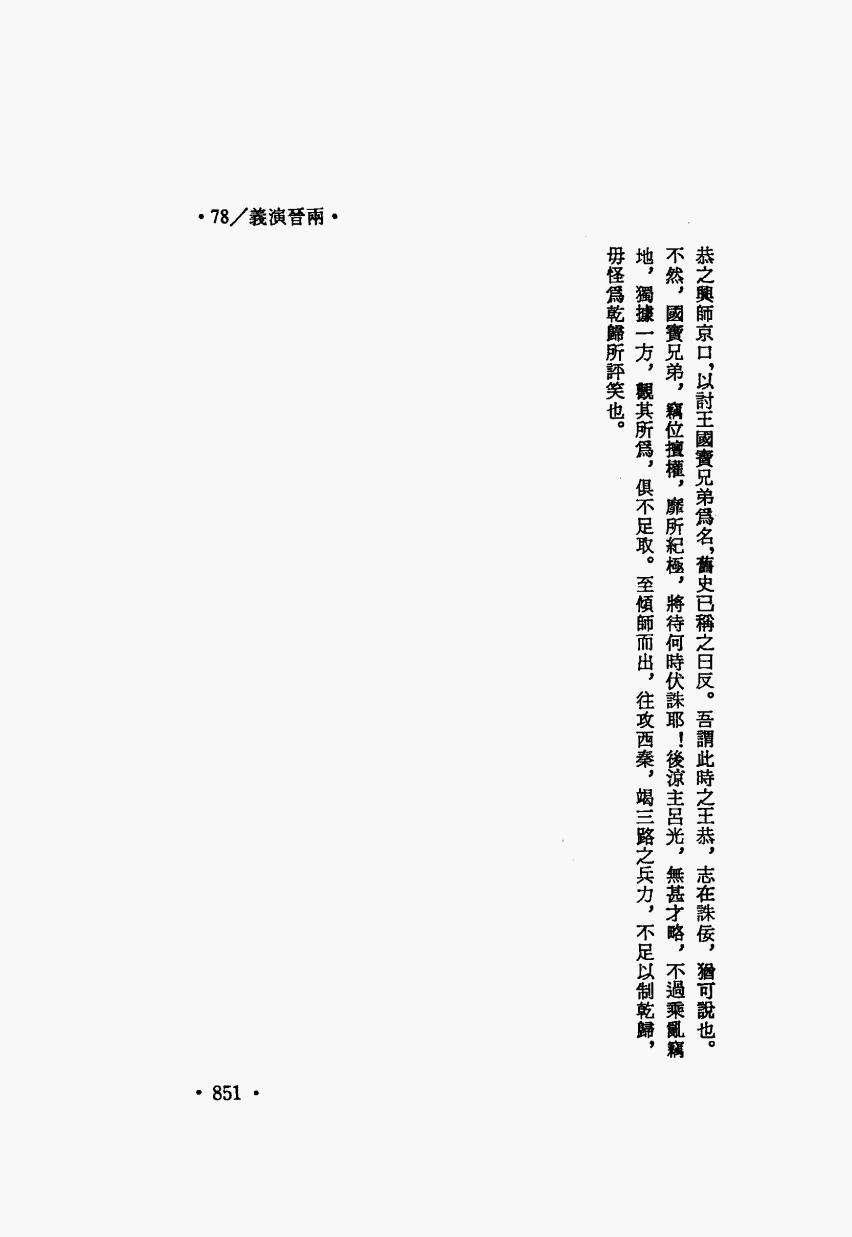 •兩晉演義／78•
恭之興師京口，以討王國寶兄弟爲名，舊史已稱之曰反。吾謂此時之王恭，志在誅佞，猶可說也。
不然，國寶兄弟，竊位擅權，靡所紀極，將待何時伏誅耶！後涼主呂光，無甚才略，不過乘亂竊
地，獨據一方，觀其所爲，俱不足取。至傾師而出，往攻西秦，竭三路之兵力，不足以制乾歸，
毋怪爲乾歸所評笑也。
• 851 •